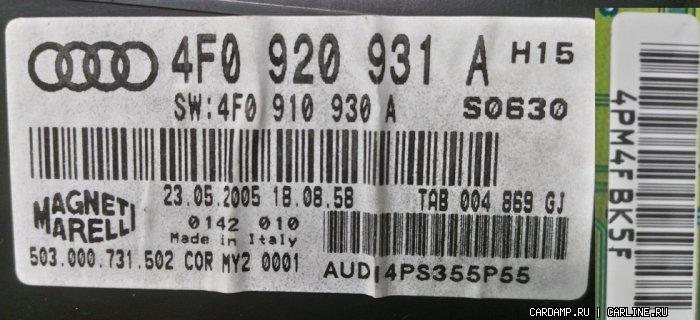 4F0 920 931 A H15
SW:4F0 910 930 A S0630
23.05.2005 18.08.58 TAB 004 869 GJ
MAGNETI
MARELLI
0142 010
Made in Italy
503.000.731.502 COR MY2 0001
AUDI4PS355P55
4PM4FBK5F
CARDAMP.RU | CARLINE.RU